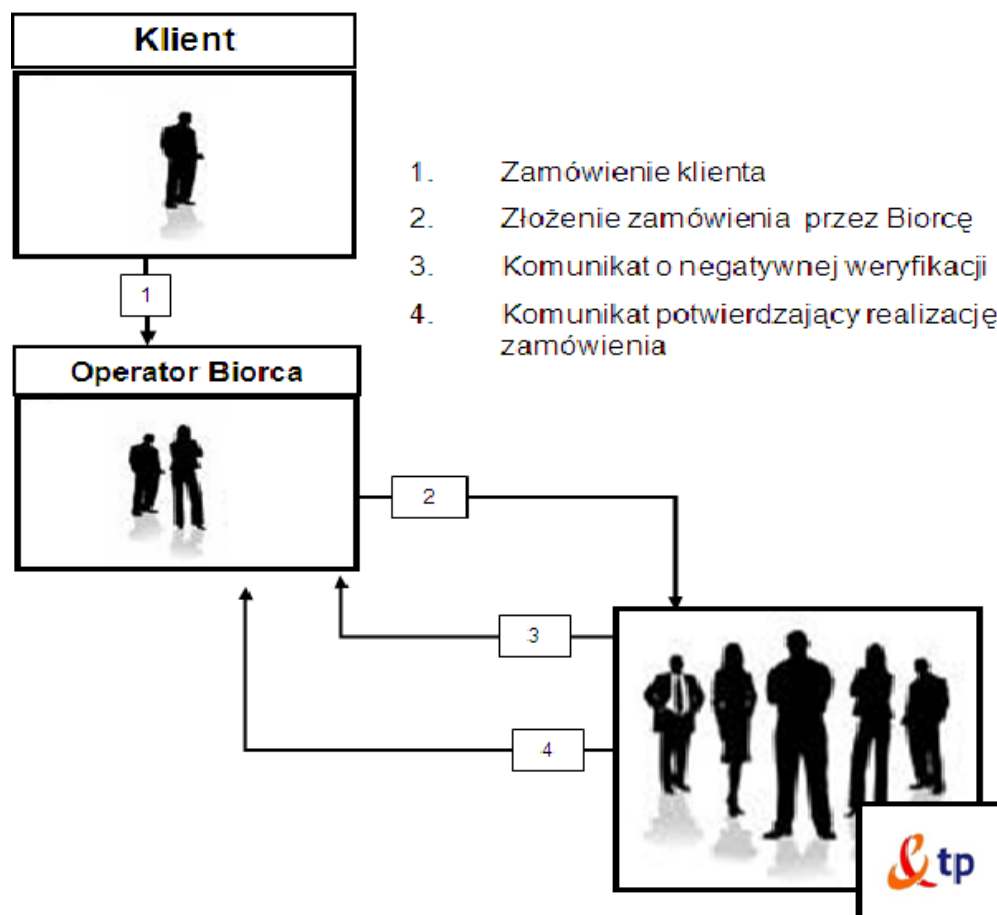 Klient
1. Zamówienie klienta
2. Złożenie zamówienia przez Biorcę
3. Komunikat o negatywnej weryfikacji
4. Komunikat potwierdzający realizację
zamówienia
1
Operator Biorca
2
3
4
tp